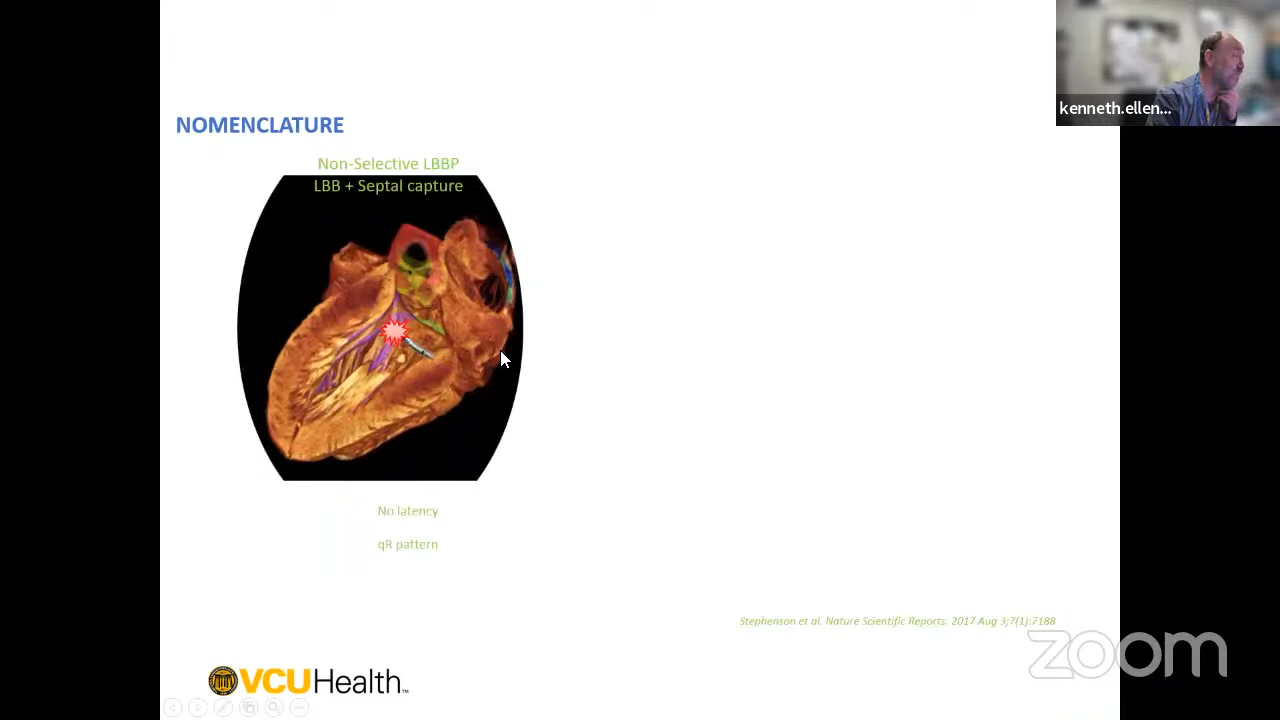 kenneth.ellen...
NOMENCLATURE
Non-Selective LBBP
LBB + Septal capture
No latency
qR pattern
Stephenson et al. Nature Scientific Reports. 2017 Aug 3;7(1):7188
zoom
VCUHealth™